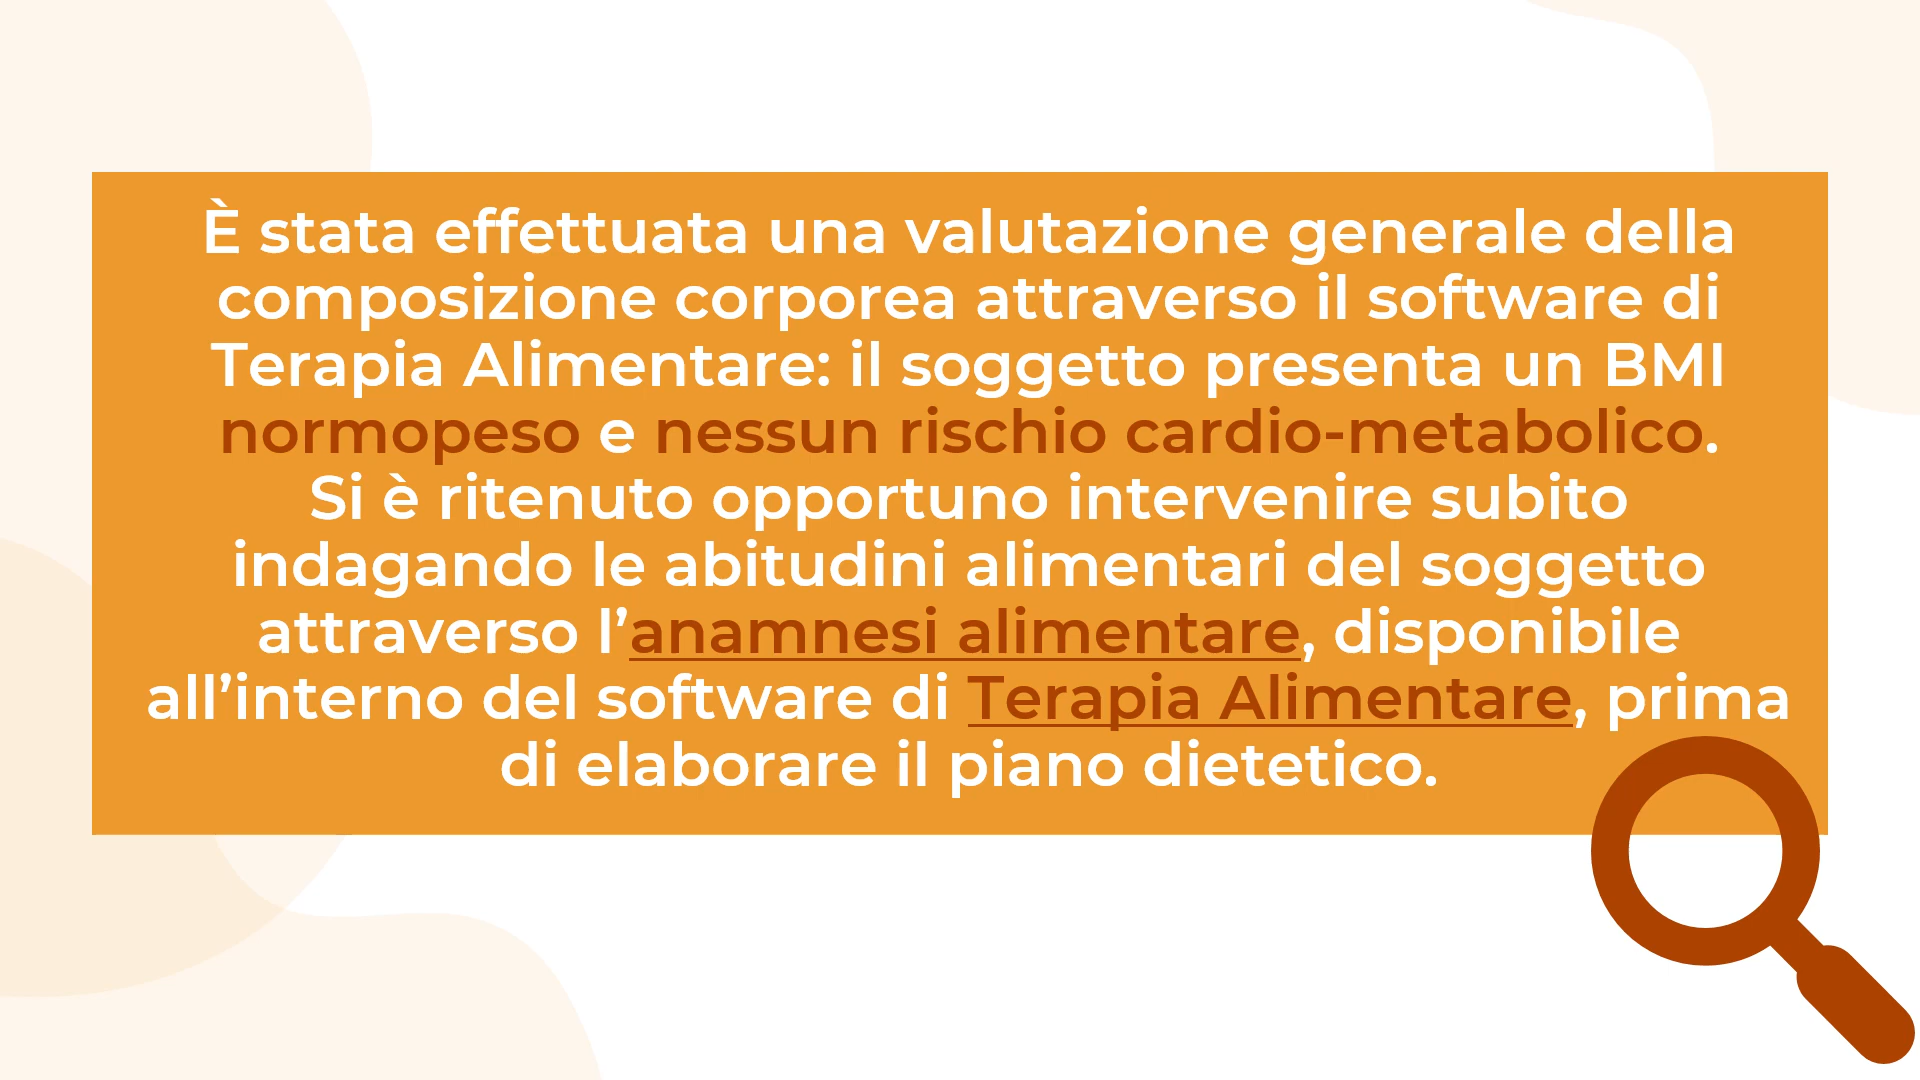 È stata effettuata una valutazione generale della
composizione corporea attraverso il software di
Terapia Alimentare: il soggetto presenta un BMI
normopeso e nessun rischio cardio-metabolico.
Si è ritenuto opportuno intervenire subito
indagando le abitudini alimentari del soggetto
attraverso l’anamnesi alimentare, disponibile
all’interno del software di Terapia Alimentare, prima
di elaborare il piano dietetico.